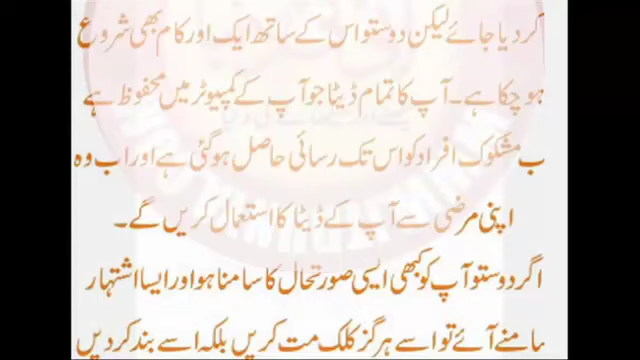 کر دیا جائے لیکن دوستو اس کے ساتھ ایک اور کام بھی شروع
ہو چکا ہے۔ آپ کا تمام ڈیٹا جو آپ کے کمپیوٹر میں محفوظ ہے
ب مشکوک افراد کو اس تک رسائی حاصل ہو گئی ہے اور اب وہ
اپنی مرضی سے آپ کے ڈیٹا کا استعمال کریں گے۔
اگر دوستو آپ کو کبھی ایسی صورتحال کا سامنا ہو اور ایسا اشتہار
سامنے آئے تو اسے ہرگز کلک مت کریں بلکہ اسے بند کر دیں